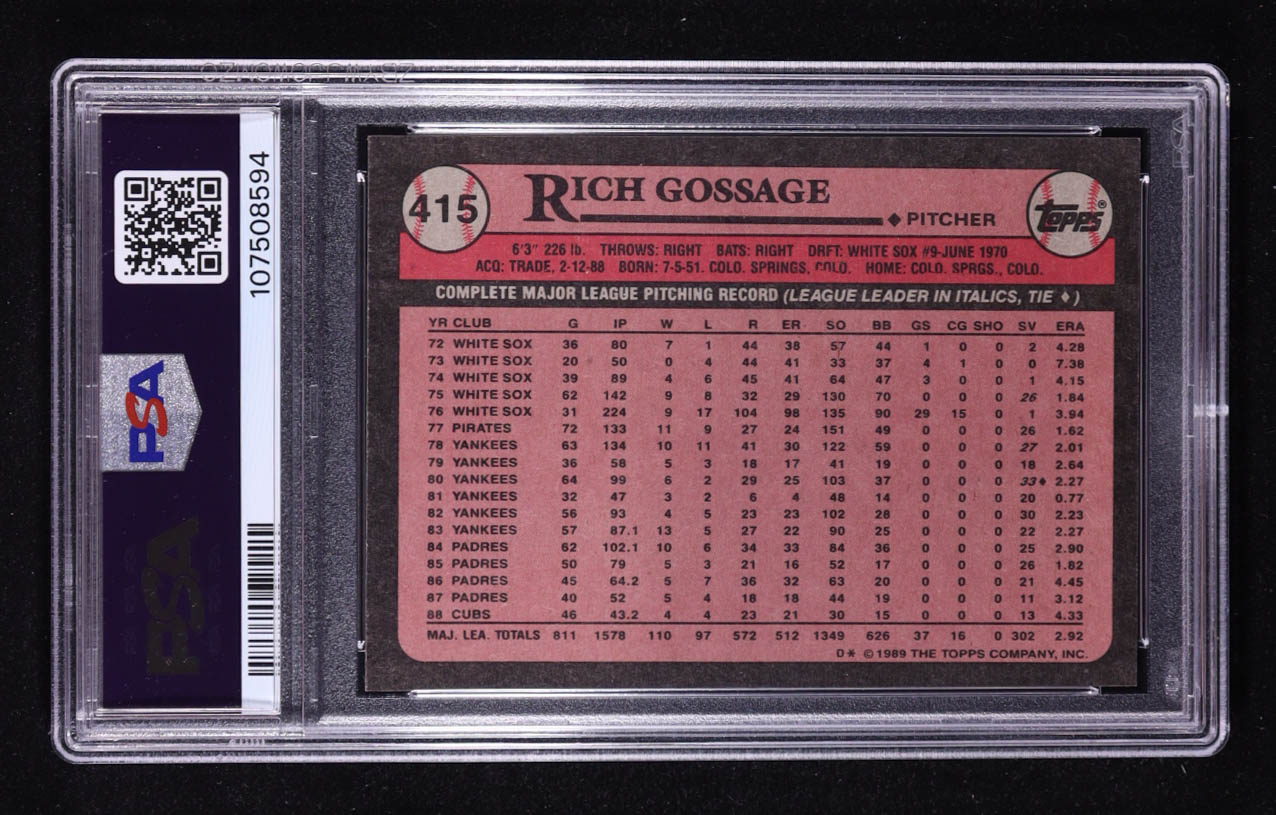 107508594
PSA
PSA
415
RICH GOSSAGE
♦ PITCHER
TOPPS®
6'3" 226 lb. THROWS: RIGHT BATS: RIGHT DRFT: WHITE SOX #9-JUNE 1970
ACQ: TRADE, 2-12-88 BORN: 7-5-51, COLO. SPRINGS, COLO. HOME: COLO. SPRGS., COLO.
COMPLETE MAJOR LEAGUE PITCHING RECORD (LEAGUE LEADER IN ITALICS, TIE ♦)
YR CLUB G IP W L R ER SO BB GS CG SHO SV ERA
72 WHITE SOX 36 80 7 1 44 38 57 44 1 0 0 2 4.28
73 WHITE SOX 20 50 0 4 44 41 33 37 4 1 0 0 7.38
74 WHITE SOX 39 89 4 6 45 41 64 47 3 0 0 1 4.15
75 WHITE SOX 62 142 9 8 32 29 130 70 0 0 0 26 1.84
76 WHITE SOX 31 224 9 17 104 98 135 90 29 15 0 1 3.94
77 PIRATES 72 133 11 9 27 24 151 49 0 0 0 26 1.62
78 YANKEES 63 134 10 11 41 30 122 59 0 0 0 27 2.01
79 YANKEES 36 58 5 3 18 17 41 19 0 0 0 18 2.64
80 YANKEES 64 99 6 2 29 25 103 37 0 0 0 33♦ 2.27
81 YANKEES 32 47 3 2 6 4 48 14 0 0 0 20 0.77
82 YANKEES 56 93 4 5 23 23 102 28 0 0 0 30 2.23
83 YANKEES 57 87.1 13 5 27 22 90 25 0 0 0 22 2.27
84 PADRES 62 102.1 10 6 34 33 84 36 0 0 0 25 2.90
85 PADRES 50 79 5 3 21 16 52 17 0 0 0 26 1.82
86 PADRES 45 64.2 5 7 36 32 63 20 0 0 0 21 4.45
87 PADRES 40 52 5 4 18 18 44 19 0 0 0 11 3.12
88 CUBS 46 43.2 4 4 23 21 30 15 0 0 0 13 4.33
MAJ. LEA. TOTALS 811 1578 110 97 572 512 1349 626 37 16 0 302 2.92
D* © 1989 THE TOPPS COMPANY, INC.